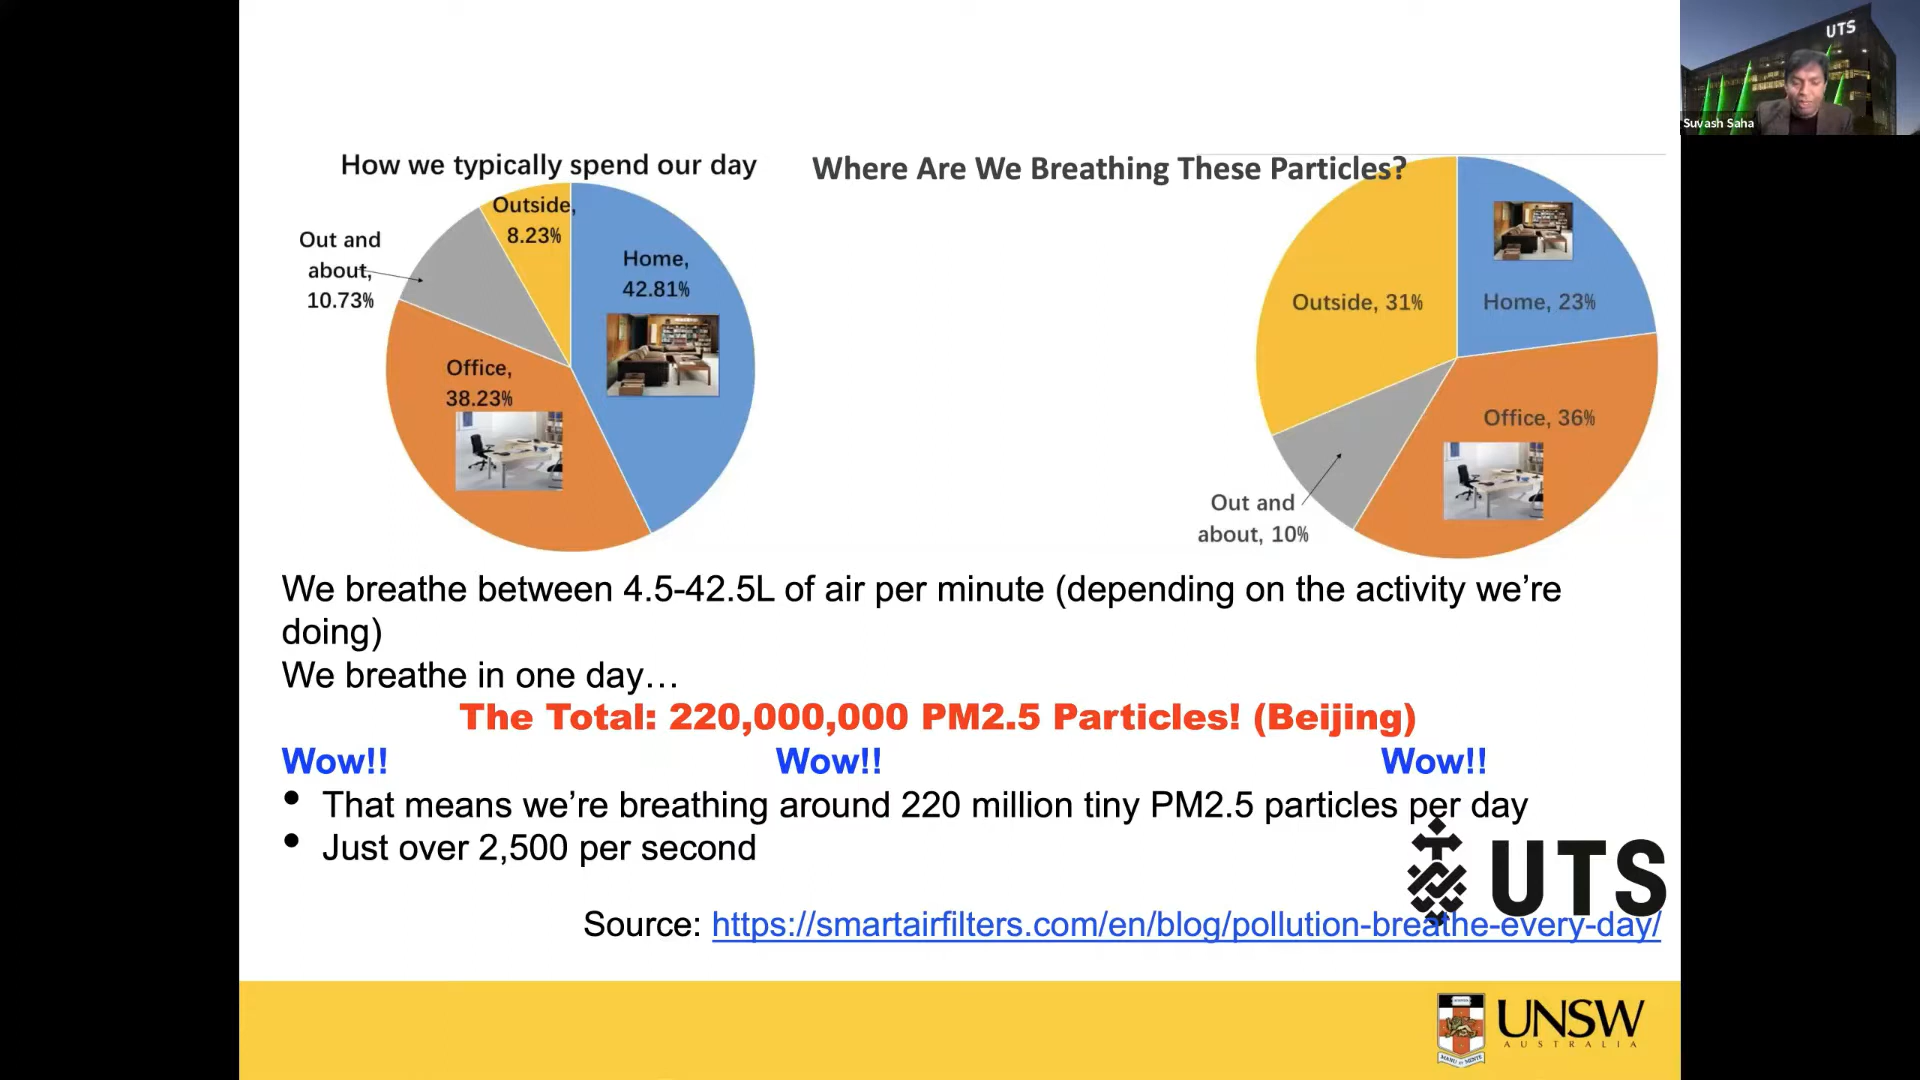 UTS
Suvash Saha
How we typically spend our day
Outside,
8.23%
Out and
about,
10.73%
Home,
42.81%
Office,
38.23%
Where Are We Breathing These Particles?
Outside, 31%
Home, 23%
Office, 36%
Out and
about, 10%
We breathe between 4.5-42.5L of air per minute (depending on the activity we’re
doing)
We breathe in one day…
The Total: 220,000,000 PM2.5 Particles! (Beijing)
Wow!! Wow!! Wow!!
• That means we’re breathing around 220 million tiny PM2.5 particles per day
• Just over 2,500 per second
UTS
Source: https://smartairfilters.com/en/blog/pollution-breathe-every-day/
UNSW
AUSTRALIA